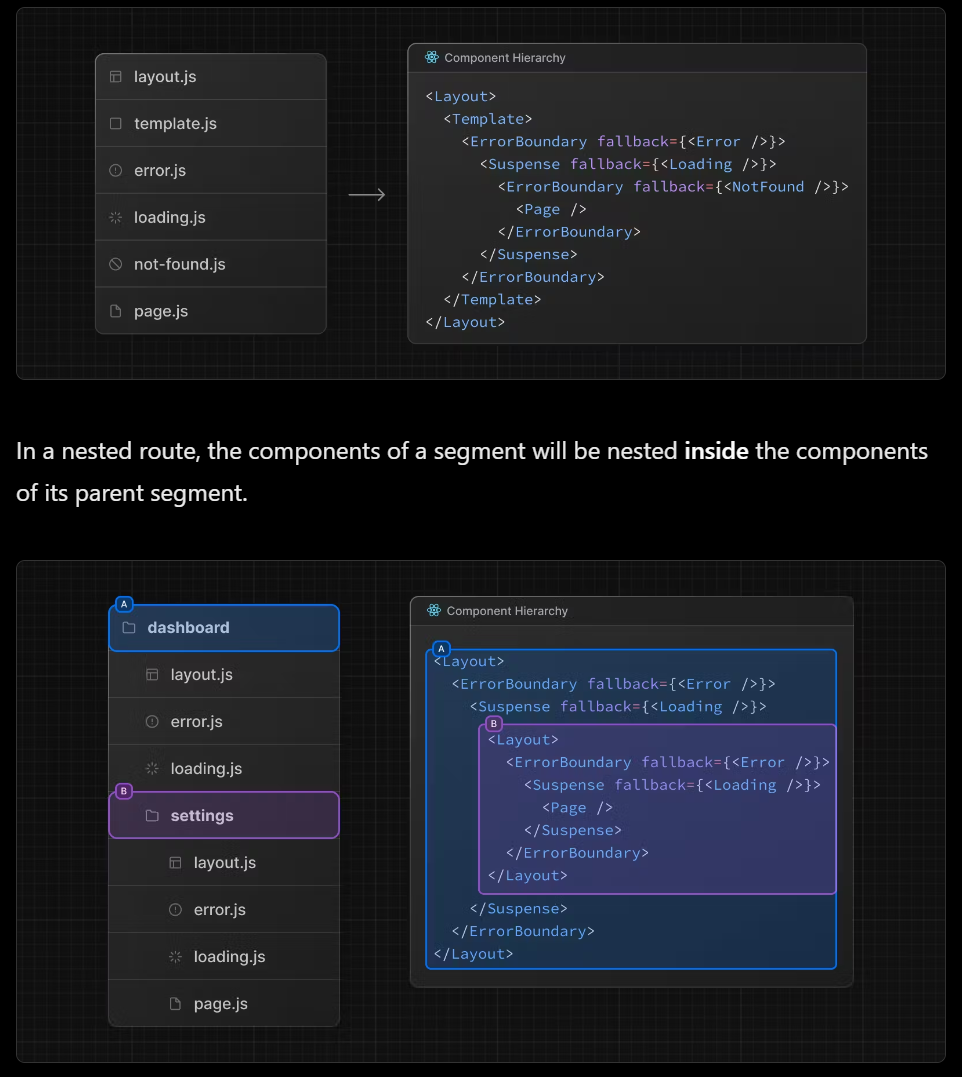 layout.js
template.js
error.js
loading.js
not-found.js
page.js
Component Hierarchy
<Layout>
<Template>
<ErrorBoundary fallback={<Error />}>
<Suspense fallback={<Loading />}>
<ErrorBoundary fallback={<NotFound />}>
<Page />
</ErrorBoundary>
</Suspense>
</ErrorBoundary>
</Template>
</Layout>
In a nested route, the components of a segment will be nested inside the components
of its parent segment.
A
dashboard
layout.js
error.js
loading.js
B
settings
layout.js
error.js
loading.js
page.js
Component Hierarchy
A
<Layout>
<ErrorBoundary fallback={<Error />}>
<Suspense fallback={<Loading />}>
B
<Layout>
<ErrorBoundary fallback={<Error />}>
<Suspense fallback={<Loading />}>
<Page />
</Suspense>
</ErrorBoundary>
</Layout>
</Suspense>
</ErrorBoundary>
</Layout>